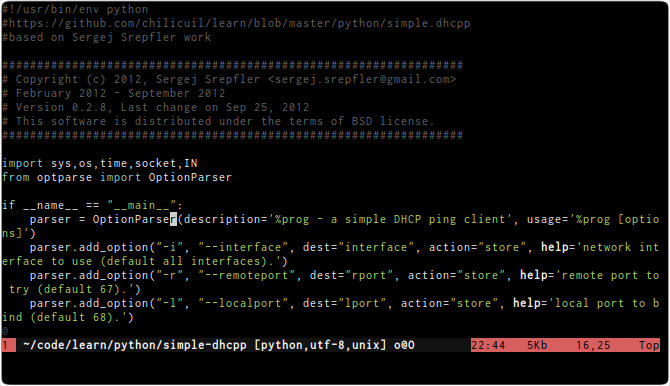 #!/usr/bin/env python
#https://github.com/chilicuil/learn/blob/master/python/simple.dhcpp
#based on Sergej Srepfler work

##################################################################
# Copyright (c) 2012, Sergej Srepfler <sergej.srepfler@gmail.com>
# February 2012 - September 2012
# Version 0.2.8, Last change on Sep 25, 2012
# This software is distributed under the terms of BSD license.
##################################################################

import sys,os,time,socket,IN
from optparse import OptionParser

if __name__ == "__main__":
    parser = OptionParser(description='%prog - a simple DHCP ping client', usage='%prog [optio
ns]')
    parser.add_option("-i", "--interface", dest="interface", action="store", help='network int
erface to use (default all interfaces).')
    parser.add_option("-r", "--remoteport", dest="rport", action="store", help='remote port to
 try (default 67).')
    parser.add_option("-l", "--localport", dest="lport", action="store", help='local port to b
ind (default 68).')
@
1 ~/code/learn/python/simple-dhcpp [python,utf-8,unix] o@O 22:44 5Kb 16,25 Top